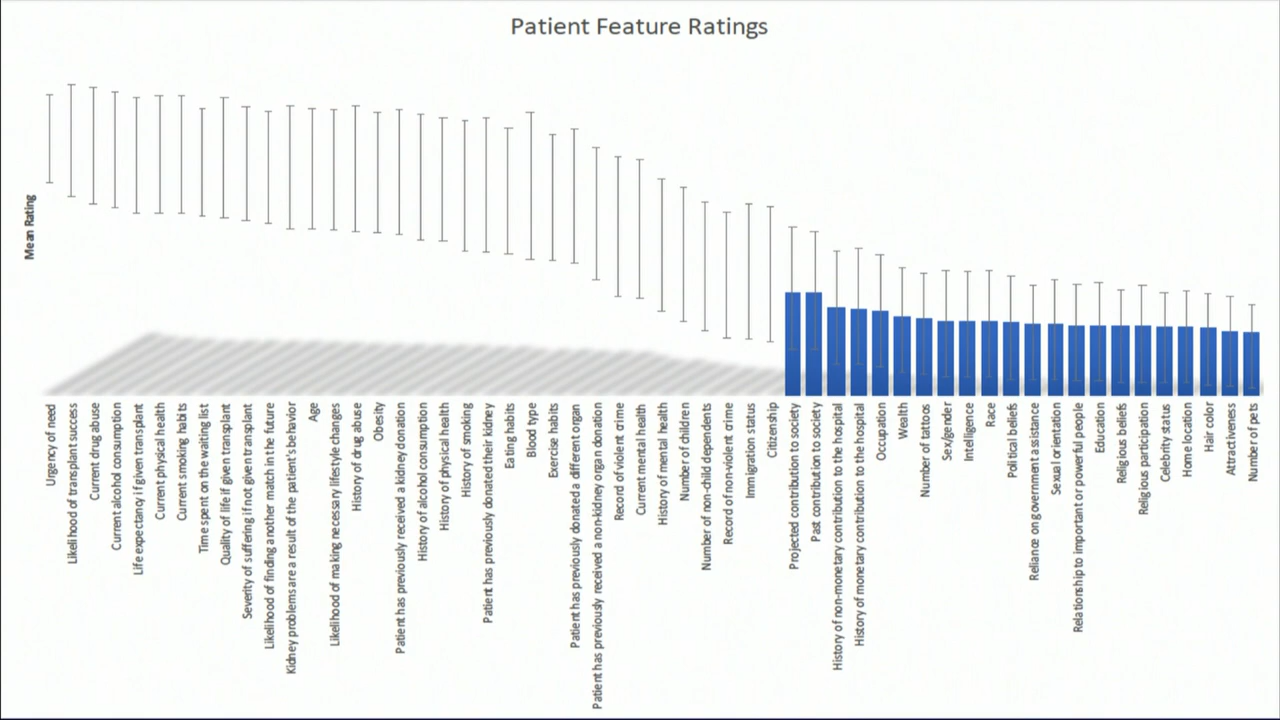 Patient Feature Ratings
Mean Rating
Urgency of need
Likelihood of transplant success
Current drug abuse
Current alcohol consumption
Life expectancy if given transplant
Current physical health
Current smoking habits
Time spent on the waiting list
Quality of life if given transplant
Severity of suffering if not given transplant
Likelihood of finding another match in the future
Kidney problems are a result of the patient's behavior
Age
Likelihood of making necessary lifestyle changes
History of drug abuse
Obesity
Patient has previously received a kidney donation
History of alcohol consumption
History of physical health
History of smoking
Patient has previously donated their kidney
Eating habits
Blood type
Exercise habits
Patient has previously donated a different organ
Patient has previously received a non-kidney organ donation
Record of violent crime
Current mental health
History of mental health
Number of children
Number of non-child dependents
Record of non-violent crime
Immigration status
Citizenship
Projected contribution to society
Past contribution to society
History of non-monetary contribution to the hospital
History of monetary contribution to the hospital
Occupation
Wealth
Number of tattoos
Sex/gender
Intelligence
Race
Political beliefs
Reliance on government assistance
Sexual orientation
Relationship to important or powerful people
Education
Religious beliefs
Religious participation
Celebrity status
Home location
Hair color
Attractiveness
Number of pets